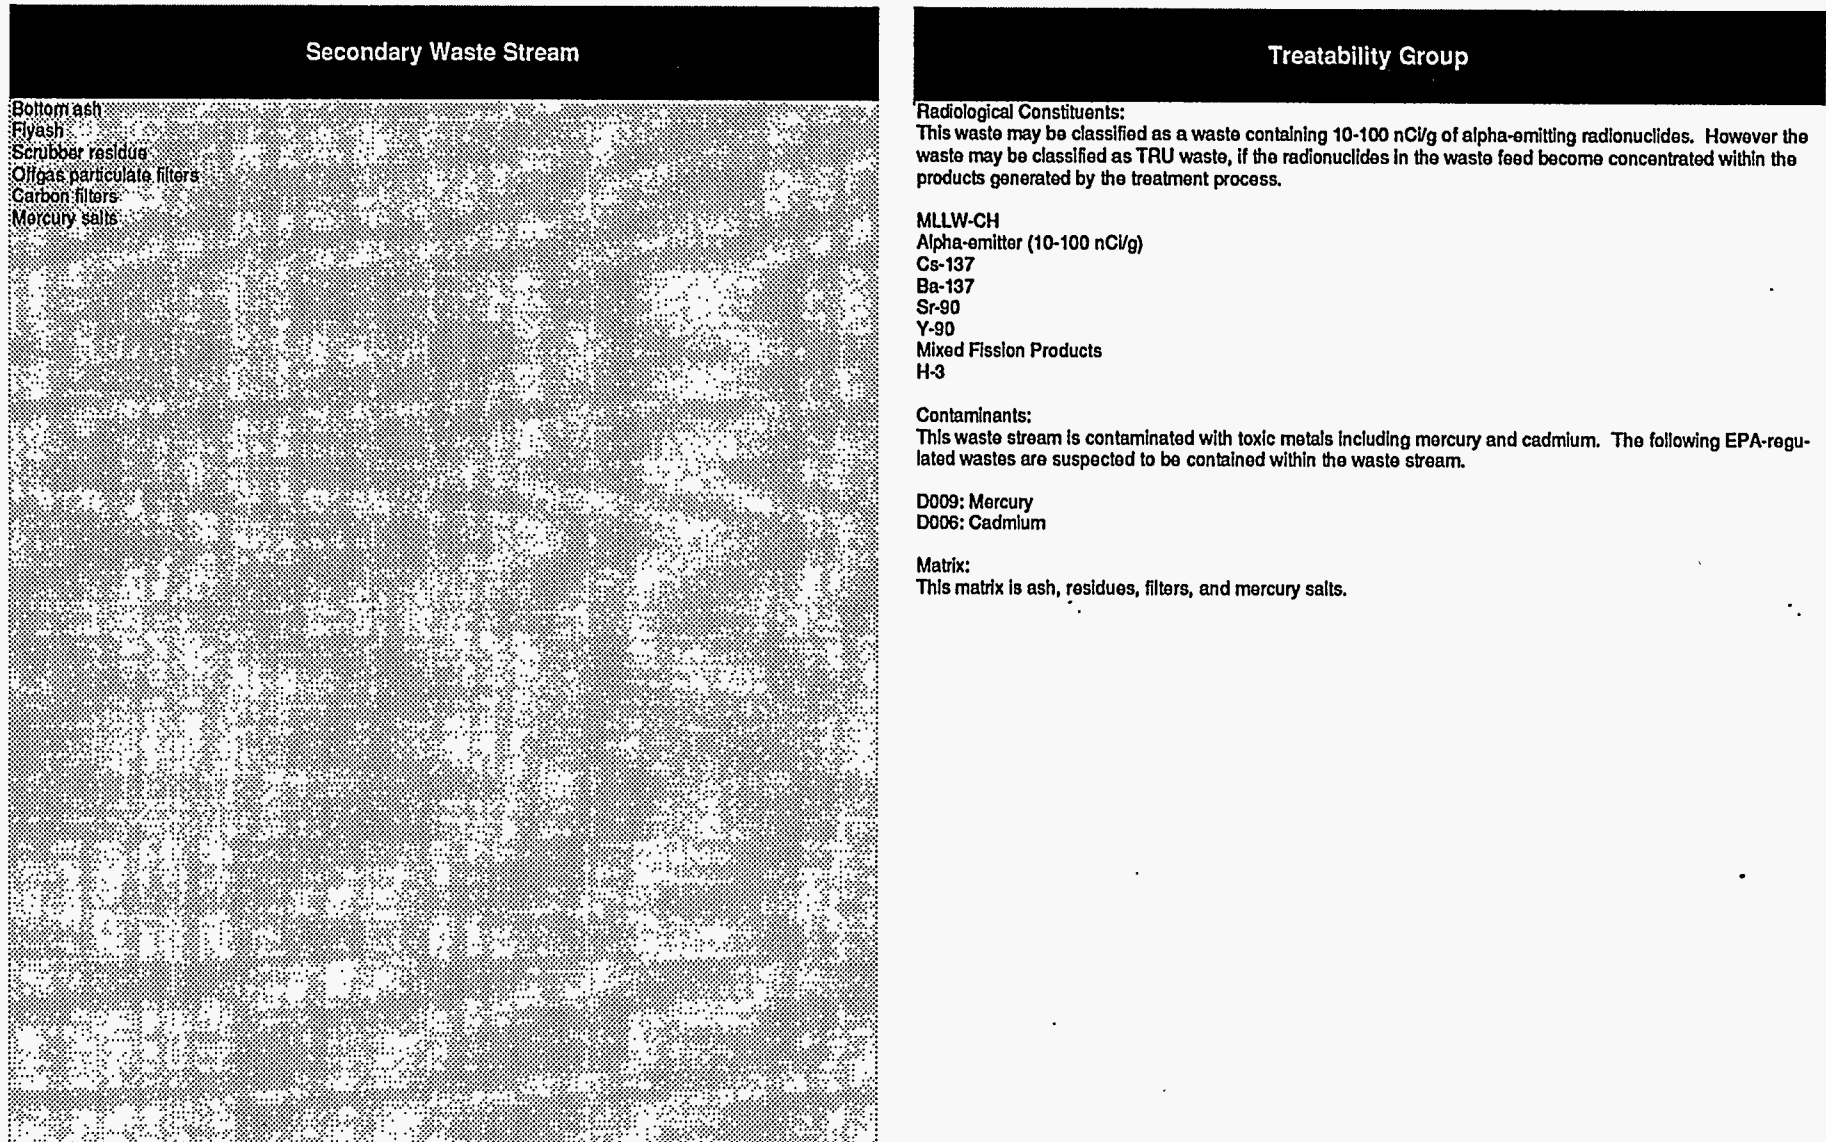 Secondary Waste Stream
Bottom ash
Flyash
Scrubber residue
Offgas particulate filters
Carbon filters
Mercury salts
Treatability Group
Radiological Constituents:
This waste may be classified as a waste containing 10-100 nCi/g of alpha-emitting radionuclides.  However the
waste may be classified as TRU waste, if the radionuclides in the waste feed become concentrated within the
products generated by the treatment process.
MLLW-CH
Alpha-emitter (10-100 nCi/g)
Cs-137
Ba-137
Sr-90
Y-90
Mixed Fission Products
H-3
Contaminants:
This waste stream is contaminated with toxic metals including mercury and cadmium.  The following EPA-regu-
lated wastes are suspected to be contained within the waste stream.
D009: Mercury
D006: Cadmium
Matrix:
This matrix is ash, residues, filters, and mercury salts.